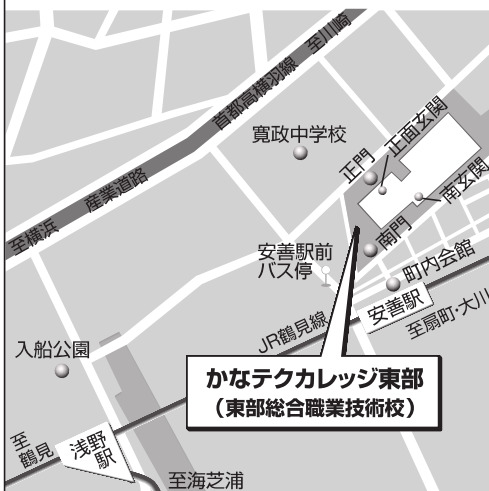 至川崎
首都高横羽線
寛政中学校
正門
正面玄関
南玄関
産業道路
至横浜
南門
安善駅前
バス停
町内会館
安善駅
JR鶴見線
至扇町・大川
入船公園
かなテクカレッジ東部
（東部総合職業技術校）
至
鶴見
浅野
駅
至海芝浦